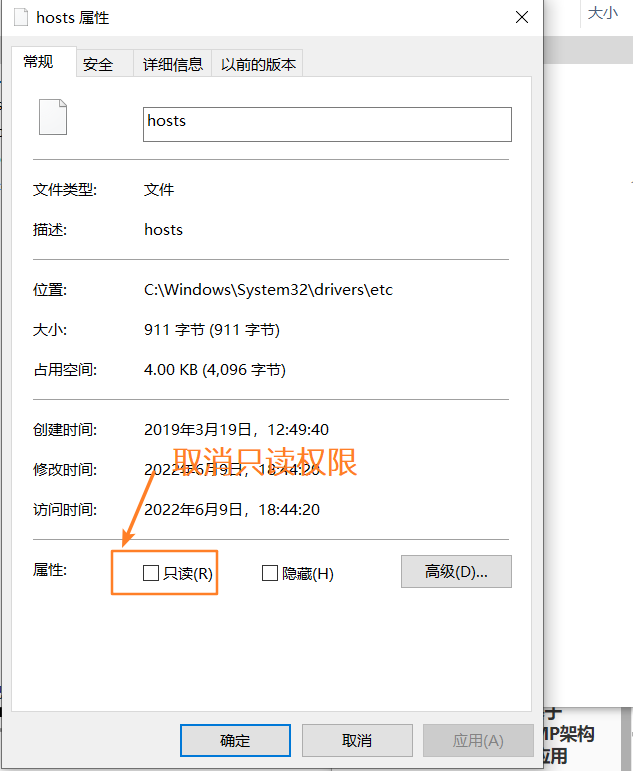 hosts 属性
大小
常规
安全
详细信息
以前的版本
hosts
文件类型:
文件
描述:
hosts
位置:
C:\Windows\System32\drivers\etc
大小:
911 字节 (911 字节)
占用空间:
4.00 KB (4,096 字节)
创建时间:
2019年3月19日，12:49:40
取消只读权限
修改时间:
2022年6月9日，18:44:20
访问时间:
2022年6月9日，18:44:20
属性:
只读(R)
隐藏(H)
高级(D)...
MP架构
应用
确定
取消
应用(A)